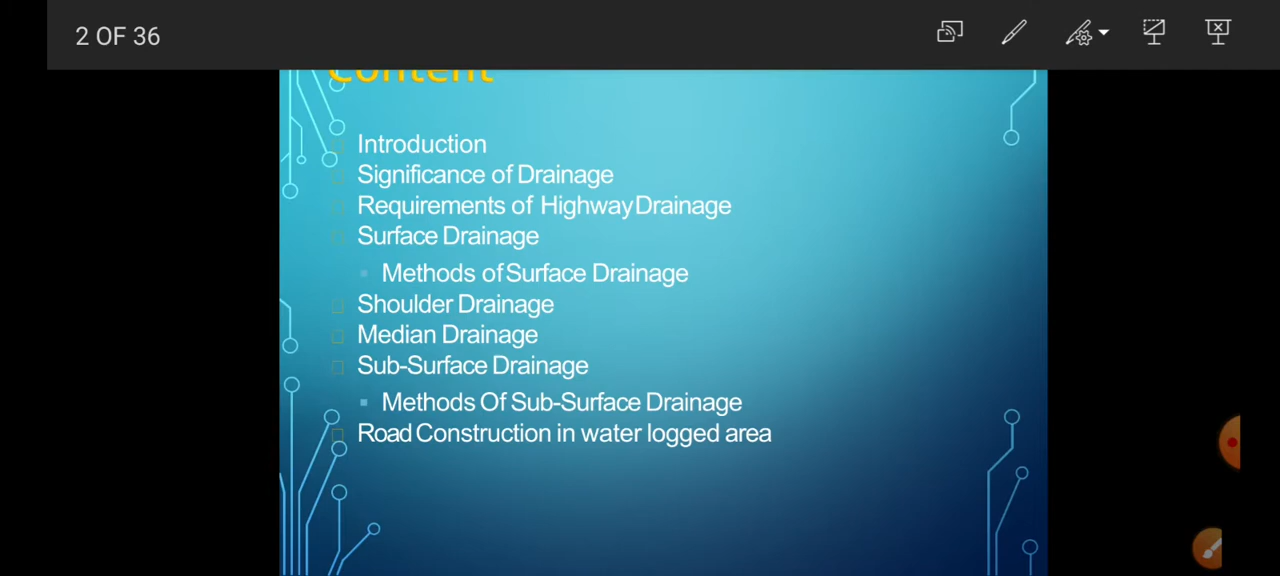 2 OF 36
Content
Introduction
Significance of Drainage
Requirements of Highway Drainage
Surface Drainage
Methods of Surface Drainage
Shoulder Drainage
Median Drainage
Sub-Surface Drainage
Methods Of Sub-Surface Drainage
Road Construction in water logged area